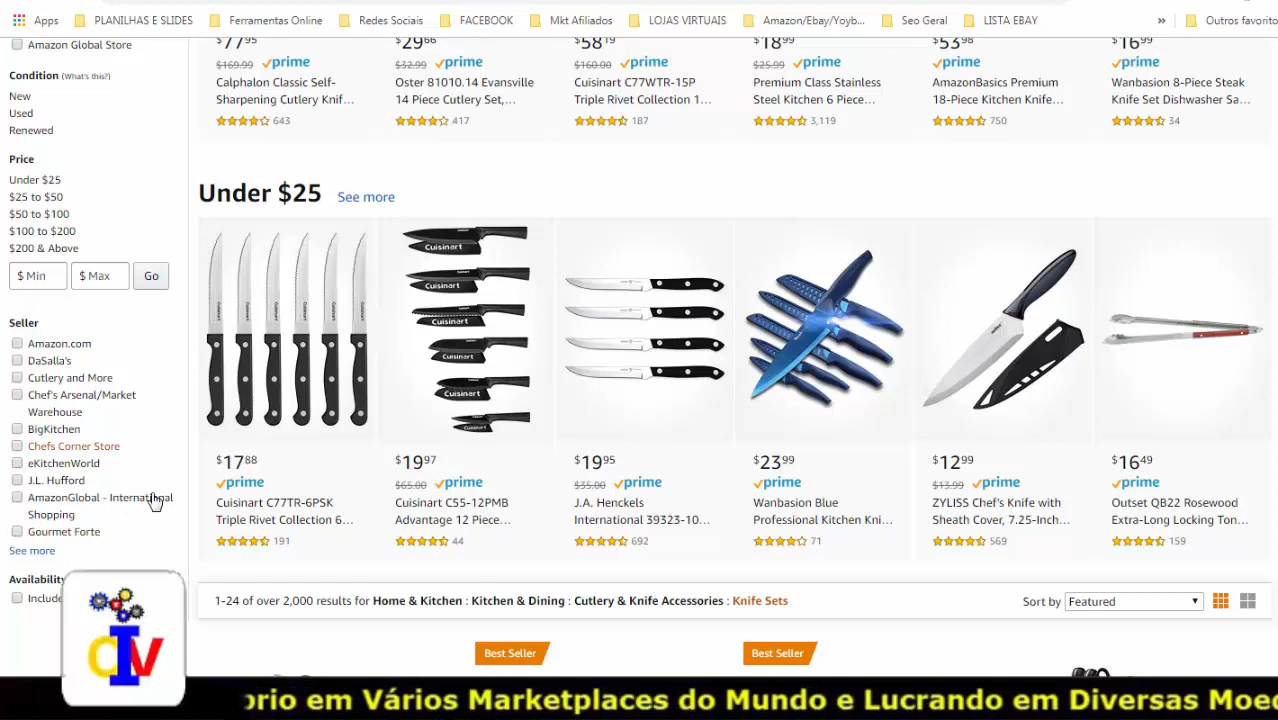 Apps PLANILHAS E SLIDES Ferramentas Online Redes Sociais FACEBOOK Mkt Afiliados LOJAS VIRTUAIS Amazon/Ebay/Yoyb... Seo Geral LISTA EBAY » Outros favorito
Amazon Global Store
Condition (What's this?)
New
Used
Renewed
Price
Under $25
$25 to $50
$50 to $100
$100 to $200
$200 & Above
$ Min $ Max Go
Seller
Amazon.com
DaSalla's
Cutlery and More
Chef's Arsenal/Market
Warehouse
BigKitchen
Chefs Corner Store
eKitchenWorld
J.L. Hufford
AmazonGlobal - International
Shopping
Gourmet Forte
See more
Availability
Include
$77.95 $29.66 $58.19 $18.99 $53.98 $16.99
$169.99 prime $32.99 prime $160.00 prime $25.99 prime prime prime
Calphalon Classic Self- Oster 81010.14 Evansville Cuisinart C77WTR-15P Premium Class Stainless AmazonBasics Premium Wanbasion 8-Piece Steak
Sharpening Cutlery Knif... 14 Piece Cutlery Set,... Triple Rivet Collection 1... Steel Kitchen 6 Piece... 18-Piece Kitchen Knife... Knife Set Dishwasher Sa...
643 417 187 3,119 750 34
Under $25 See more
Cuisinart
Cuisinart
Cuisinart
Cuisinart
Cuisinart
$17.88 $19.97 $19.95 $23.99 $12.99 $16.49
prime $65.00 prime $35.00 prime prime $13.99 prime prime
Cuisinart C77TR-6PSK Cuisinart C55-12PMB J.A. Henckels Wanbasion Blue ZYLISS Chef's Knife with Outset QB22 Rosewood
Triple Rivet Collection 6... Advantage 12 Piece... International 39323-10... Professional Kitchen Kni... Sheath Cover, 7.25-Inch... Extra-Long Locking Ton...
191 44 692 71 569 159
1-24 of over 2,000 results for Home & Kitchen : Kitchen & Dining : Cutlery & Knife Accessories : Knife Sets Sort by Featured
Best Seller Best Seller
dIv
prio em Vários Marketplaces do Mundo e Lucrando em Diversas Moed